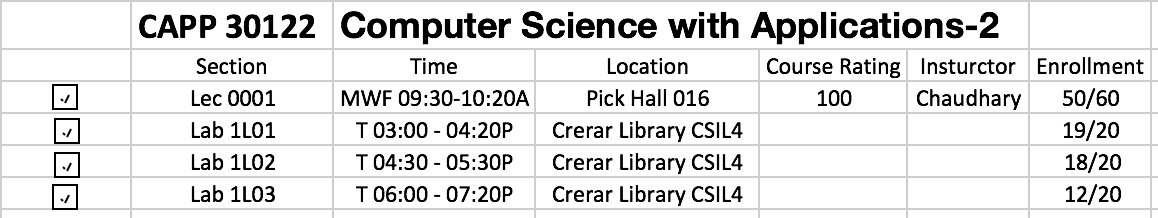 CAPP 30122 Computer Science with Applications-2
Section Time Location Course Rating Insturctor Enrollment
Lec 0001 MWF 09:30-10:20A Pick Hall 016 100 Chaudhary 50/60
Lab 1L01 T 03:00 - 04:20P Crerar Library CSIL4 19/20
Lab 1L02 T 04:30 - 05:30P Crerar Library CSIL4 18/20
Lab 1L03 T 06:00 - 07:20P Crerar Library CSIL4 12/20